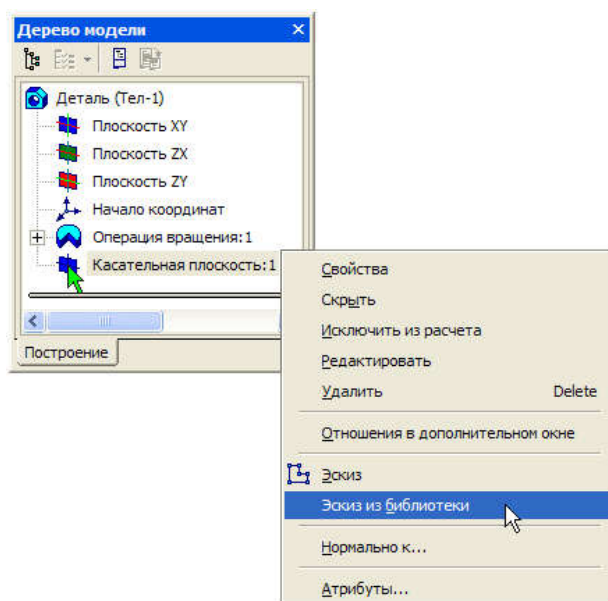 Дерево модели
Деталь (Тел-1)
Плоскость XY
Плоскость ZX
Плоскость ZY
Начало координат
Операция вращения:1
Касательная плоскость:1
Построение
Свойства
Скрыть
Исключить из расчета
Редактировать
Удалить Delete
Отношения в дополнительном окне
Эскиз
Эскиз из библиотеки
Нормально к...
Атрибуты...